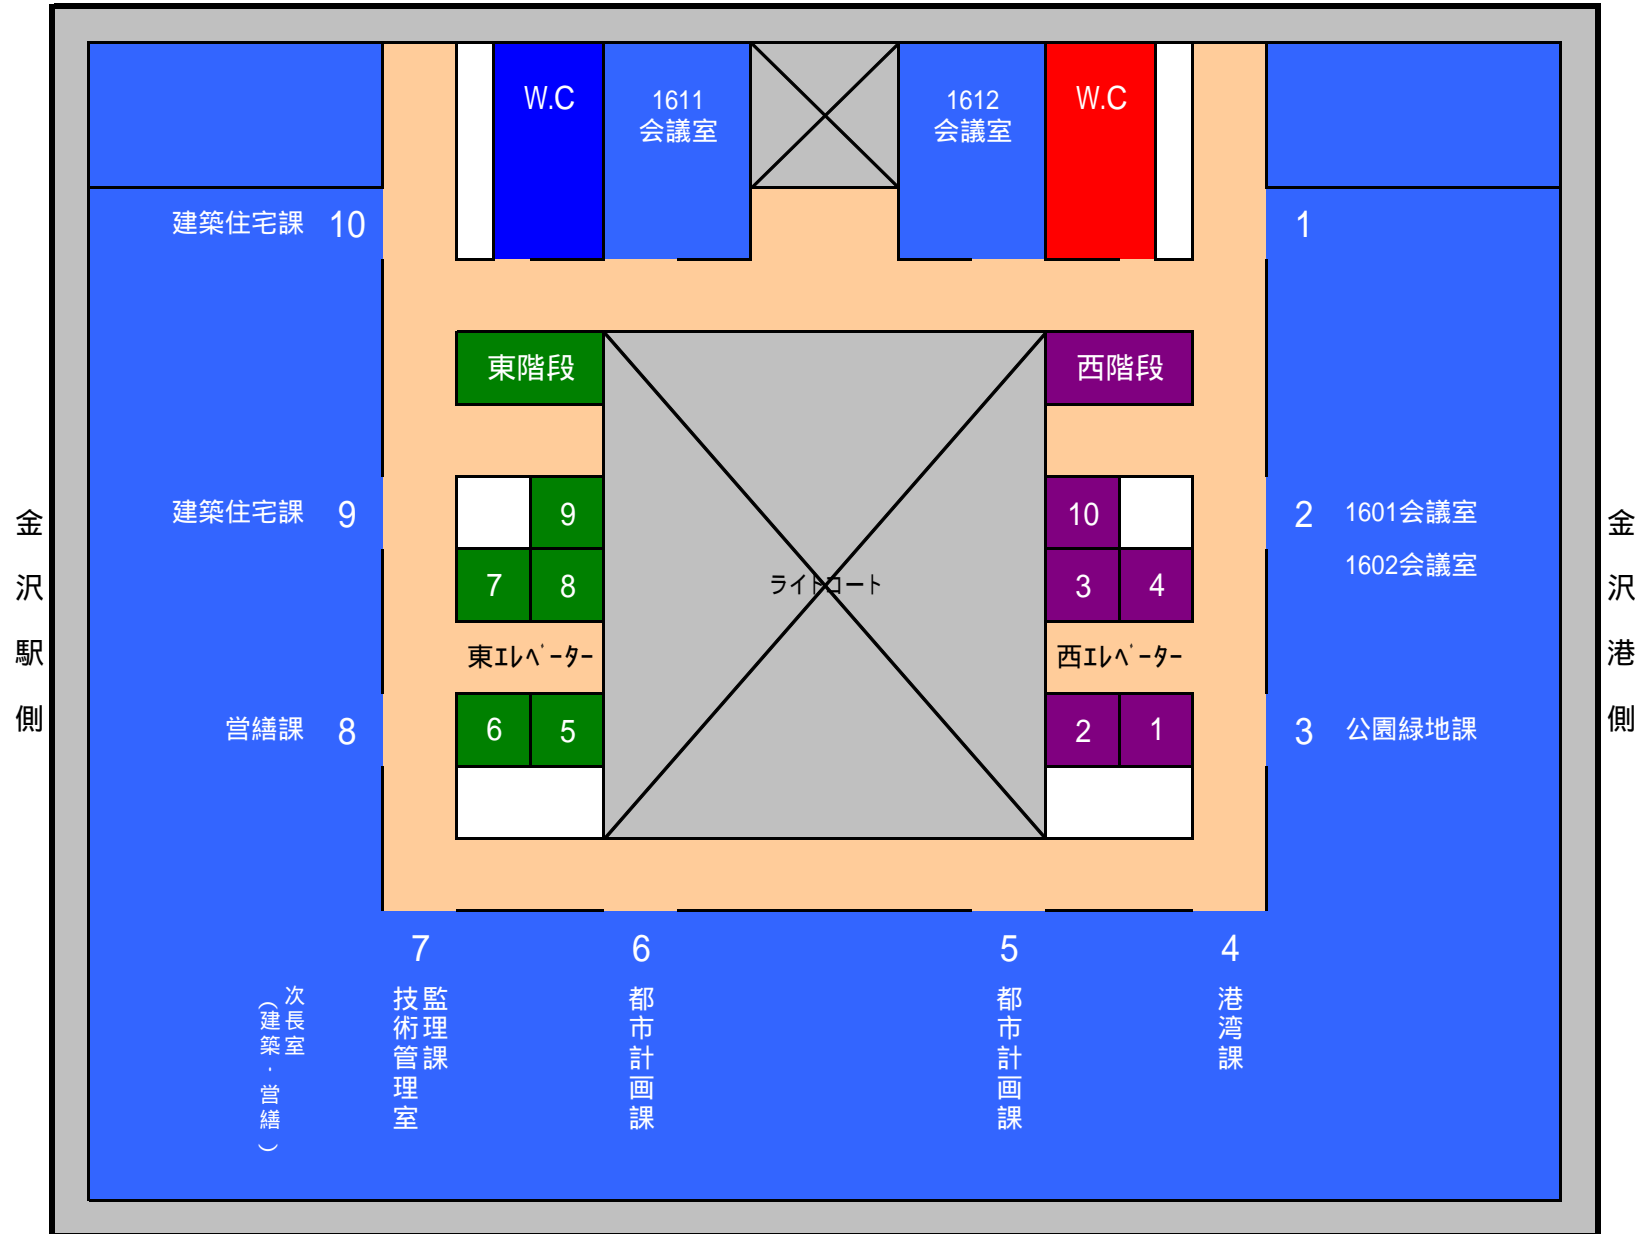 W.C
1611
会議室
1612
会議室
W.C
建築住宅課 10
1
東階段
西階段
建築住宅課 9
9
10
2 1601会議室
1602会議室
7 8
ライトコート
3 4
東ｴﾚﾍﾞｰﾀｰ
西ｴﾚﾍﾞｰﾀｰ
営繕課 8
6 5
2 1
3 公園緑地課
金沢駅側
金沢港側
7
6
5
4
次長室
（建築・営繕）
監理課
技術管理室
都市計画課
都市計画課
港湾課